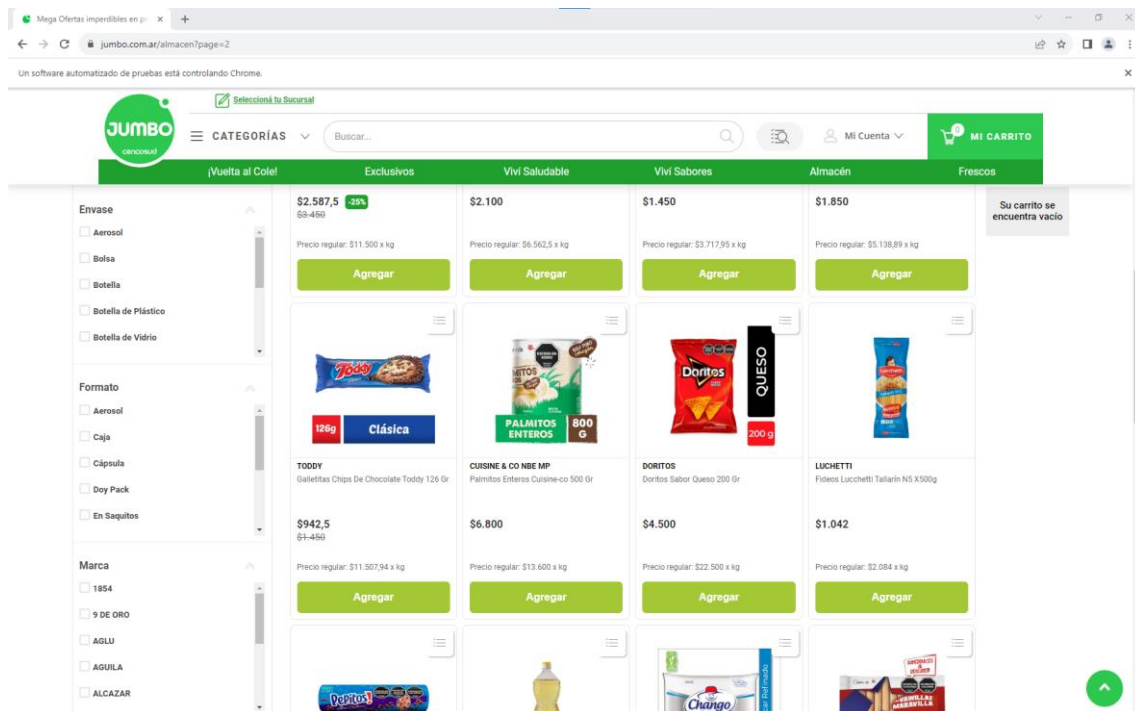 Mega Ofertas imperdibles en pr
jumbo.com.ar/almacen?page=2
Un software automatizado de pruebas está controlando Chrome.
Seleccioná tu Sucursal
JUMBO
cencosud
CATEGORÍAS
Buscar...
Mi Cuenta
0
MI CARRITO
¡Vuelta al Cole!
Exclusivos
Viví Saludable
Viví Sabores
Almacén
Frescos
Envase
Aerosol
Bolsa
Botella
Botella de Plástico
Botella de Vidrio
Formato
Aerosol
Caja
Cápsula
Doy Pack
En Saquitos
Marca
1854
9 DE ORO
AGLU
AGUILA
ALCAZAR
$2.587,5 -25%
$3.450
Precio regular: $11.500 x kg
Agregar
$2.100
Precio regular: $6.562,5 x kg
Agregar
$1.450
Precio regular: $3.717,95 x kg
Agregar
$1.850
Precio regular: $5.138,89 x kg
Agregar
Su carrito se
encuentra vacío
Toddy
126g
Clásica
TODDY
Galletitas Chips De Chocolate Toddy 126 Gr
$942,5
$1.450
Precio regular: $11.507,94 x kg
Agregar
PALMITOS
ENTEROS
800
G
CUISINE & CO NBE MP
Palmitos Enteros Cuisine-co 500 Gr
$6.800
Precio regular: $13.600 x kg
Agregar
Doritos
QUESO
200 g
DORITOS
Doritos Sabor Queso 200 Gr
$4.500
Precio regular: $22.500 x kg
Agregar
LUCHETTI
Fideos Lucchetti Tallarín N5 X500g
$1.042
Precio regular: $2.084 x kg
Agregar
Pepitos!
Chango
VAINILLAS
MARAVILLA